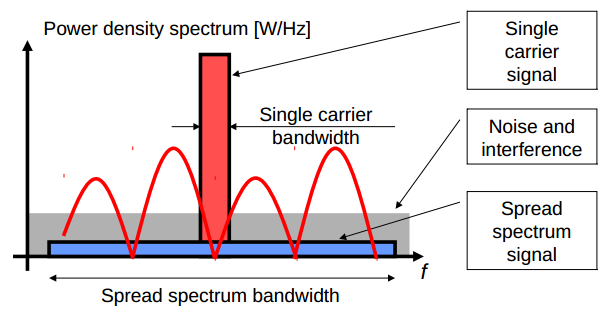 Power density spectrum [W/Hz]
Single
carrier
signal
Single carrier
bandwidth
Noise and
interference
Spread
spectrum
signal
f
Spread spectrum bandwidth